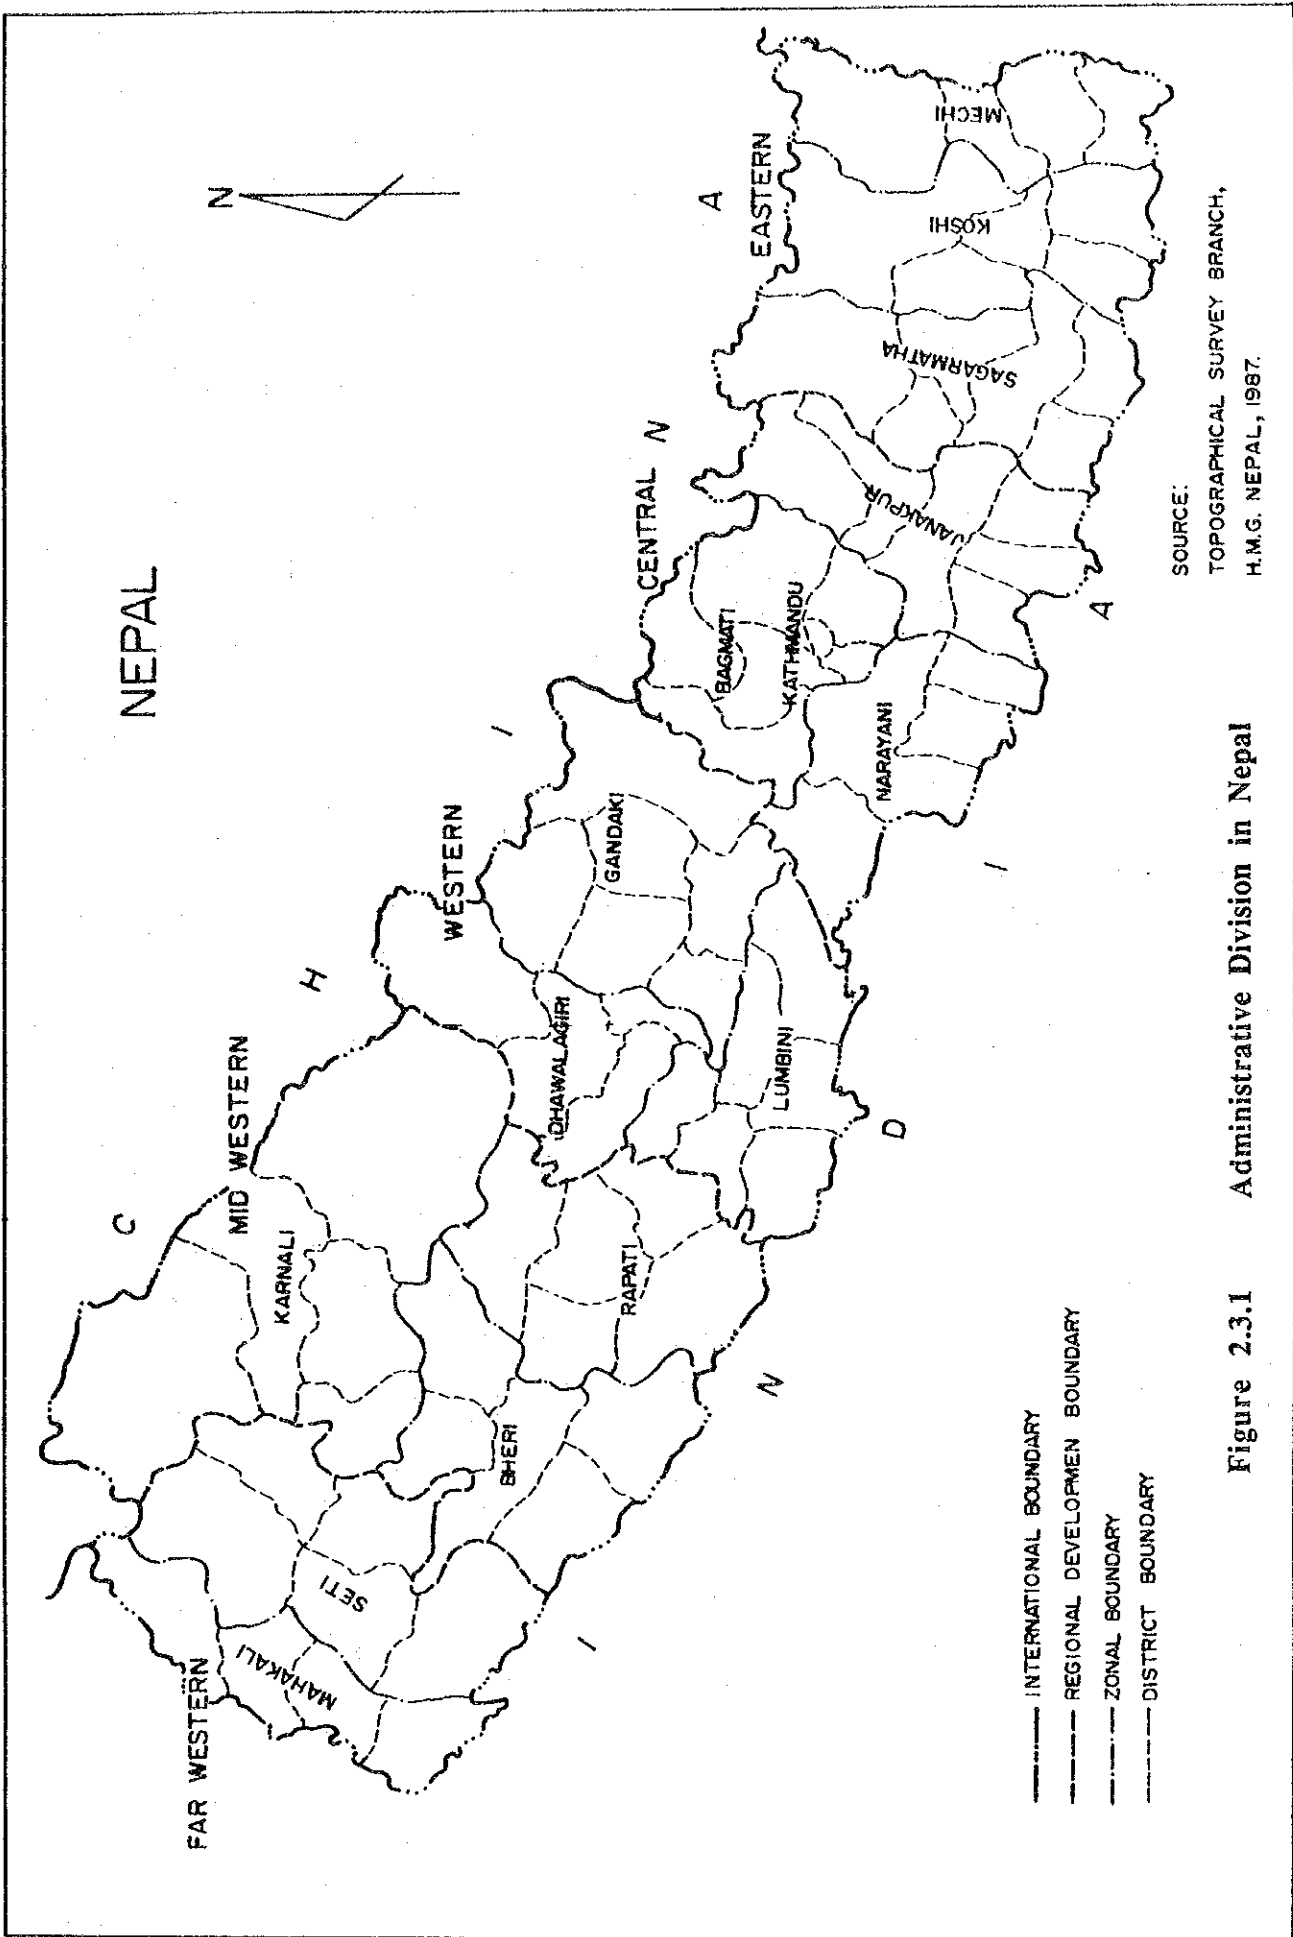 NEPAL
N
C H I N A
FAR WESTERN
MID WESTERN
WESTERN
CENTRAL
EASTERN
MAHAKALI
SETI
KARNALI
BHERI
RAPATI
DHAWALAGIRI
GANDAKI
LUMBINI
BAGMATI
KATHMANDU
NARAYANI
JANAKPUR
SAGARMATHA
KOSHI
MECHI
I N D I A
INTERNATIONAL BOUNDARY
REGIONAL DEVELOPMEN BOUNDARY
ZONAL BOUNDARY
DISTRICT BOUNDARY
SOURCE:
TOPOGRAPHICAL SURVEY BRANCH,
H.M.G. NEPAL, 1987.
Figure 2.3.1 Administrative Division in Nepal